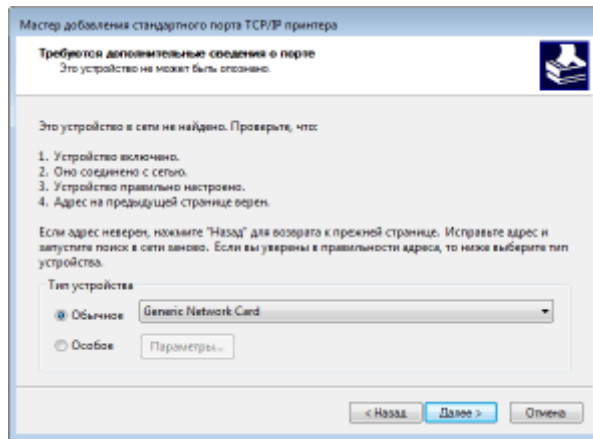 Мастер добавления стандартного порта TCP/IP принтера
Требуются дополнительные сведения о порте
Это устройство не может быть опознано.
Это устройство в сети не найдено. Проверьте, что:
1. Устройство включено.
2. Оно соединено с сетью.
3. Устройство правильно настроено.
4. Адрес на предыдущей странице верен.
Если адрес неверен, нажмите "Назад" для возврата к прежней странице. Исправьте адрес и
запустите поиск в сети заново. Если вы уверены в правильности адреса, то ниже выберите тип
устройства.
Тип устройства
Обычное Generic Network Card
Особое Параметры...
< Назад Далее > Отмена